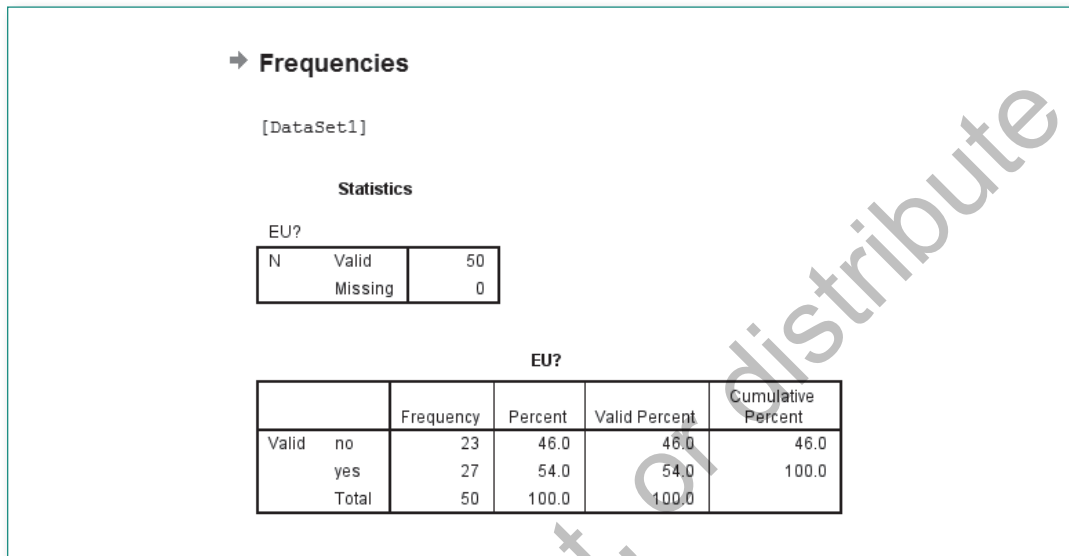 Frequencies
[DataSet1]
Statistics
EU?
N Valid 50
Missing 0
EU?
Frequency Percent Valid Percent Cumulative Percent
Valid no 23 46.0 46.0 46.0
yes 27 54.0 54.0 100.0
Total 50 100.0 100.0
t, or distribute